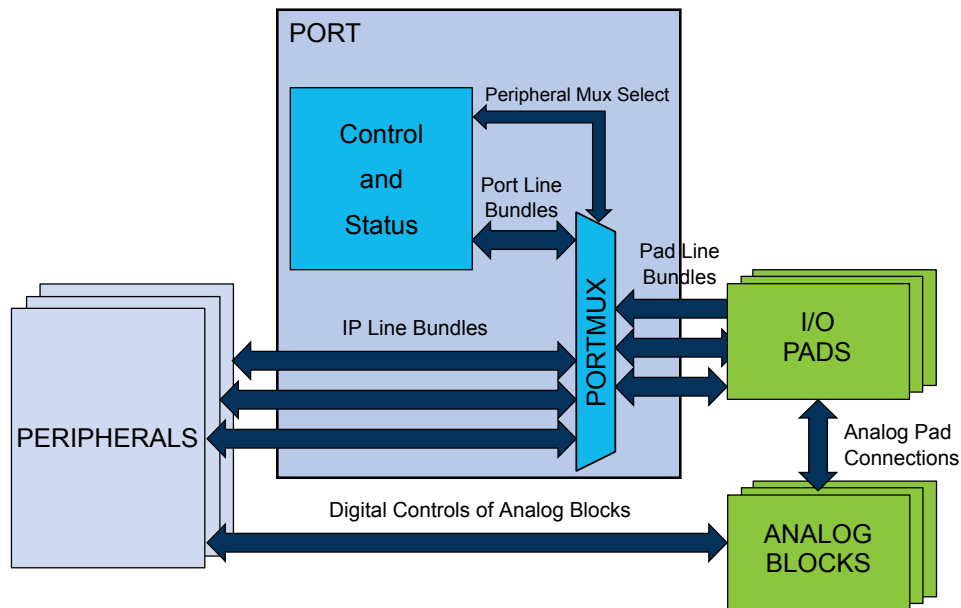 PORT
Peripheral Mux Select
Control
and
Status
Port Line
Bundles
Pad Line
Bundles
PORTMUX
I/O
PADS
IP Line Bundles
PERIPHERALS
Analog Pad
Connections
Digital Controls of Analog Blocks
ANALOG
BLOCKS